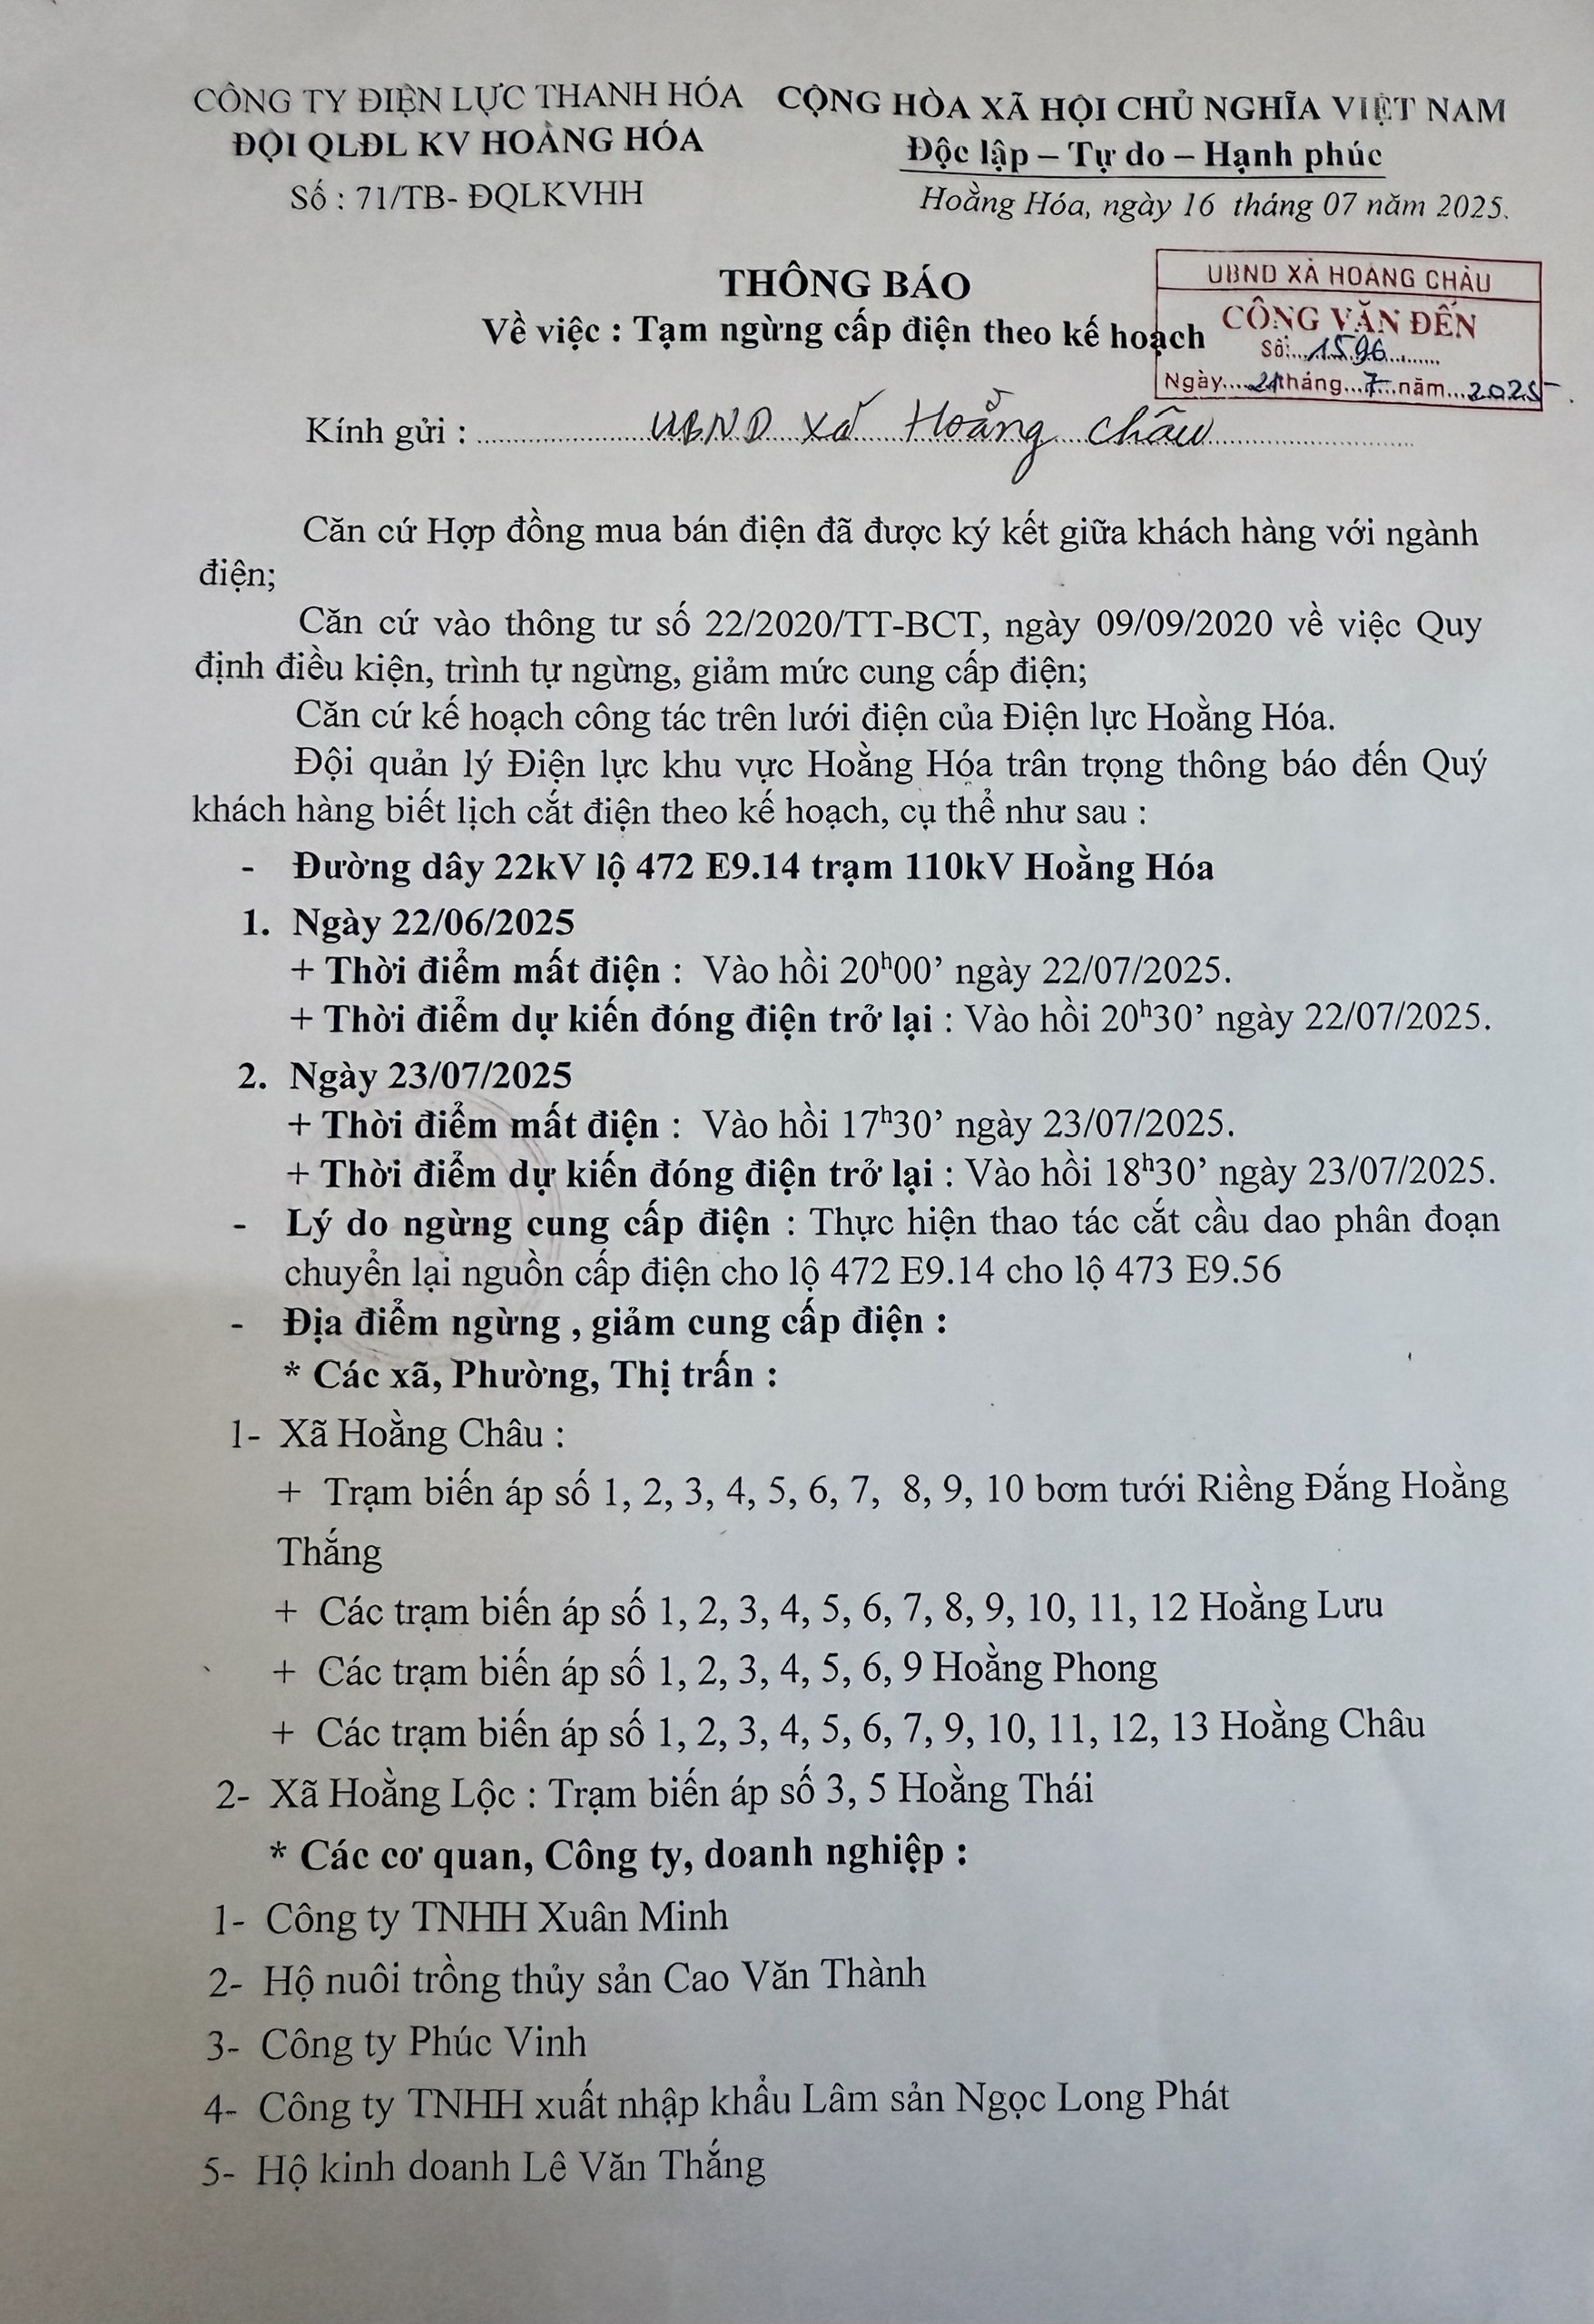 CÔNG TY ĐIỆN LỰC THANH HÓA
ĐỘI QLĐL KV HOẰNG HÓA
Số : 71/TB- ĐQLKVHH
CỘNG HÒA XÃ HỘI CHỦ NGHĨA VIỆT NAM
Độc lập – Tự do – Hạnh phúc
Hoằng Hóa, ngày 16 tháng 07 năm 2025.
THÔNG BÁO
Về việc : Tạm ngừng cấp điện theo kế hoạch
UBND XÃ HOẰNG CHÂU
CÔNG VĂN ĐẾN
Số:....1596..........
Ngày....21tháng...7...năm...2025
Kính gửi : ........ UBND xã Hoằng Châu ........
Căn cứ Hợp đồng mua bán điện đã được ký kết giữa khách hàng với ngành
điện;
Căn cứ vào thông tư số 22/2020/TT-BCT, ngày 09/09/2020 về việc Quy
định điều kiện, trình tự ngừng, giảm mức cung cấp điện;
Căn cứ kế hoạch công tác trên lưới điện của Điện lực Hoằng Hóa.
Đội quản lý Điện lực khu vực Hoằng Hóa trân trọng thông báo đến Quý
khách hàng biết lịch cắt điện theo kế hoạch, cụ thể như sau :
- Đường dây 22kV lộ 472 E9.14 trạm 110kV Hoằng Hóa
1. Ngày 22/06/2025
+ Thời điểm mất điện : Vào hồi 20ʰ00’ ngày 22/07/2025.
+ Thời điểm dự kiến đóng điện trở lại : Vào hồi 20ʰ30’ ngày 22/07/2025.
2. Ngày 23/07/2025
+ Thời điểm mất điện : Vào hồi 17ʰ30’ ngày 23/07/2025.
+ Thời điểm dự kiến đóng điện trở lại : Vào hồi 18ʰ30’ ngày 23/07/2025.
- Lý do ngừng cung cấp điện : Thực hiện thao tác cắt cầu dao phân đoạn
chuyển lại nguồn cấp điện cho lộ 472 E9.14 cho lộ 473 E9.56
- Địa điểm ngừng , giảm cung cấp điện :
* Các xã, Phường, Thị trấn :
1- Xã Hoằng Châu :
+ Trạm biến áp số 1, 2, 3, 4, 5, 6, 7, 8, 9, 10 bơm tưới Riềng Đắng Hoằng
Thắng
+ Các trạm biến áp số 1, 2, 3, 4, 5, 6, 7, 8, 9, 10, 11, 12 Hoằng Lưu
+ Các trạm biến áp số 1, 2, 3, 4, 5, 6, 9 Hoằng Phong
+ Các trạm biến áp số 1, 2, 3, 4, 5, 6, 7, 9, 10, 11, 12, 13 Hoằng Châu
2- Xã Hoằng Lộc : Trạm biến áp số 3, 5 Hoằng Thái
* Các cơ quan, Công ty, doanh nghiệp :
1- Công ty TNHH Xuân Minh
2- Hộ nuôi trồng thủy sản Cao Văn Thành
3- Công ty Phúc Vinh
4- Công ty TNHH xuất nhập khẩu Lâm sản Ngọc Long Phát
5- Hộ kinh doanh Lê Văn Thắng